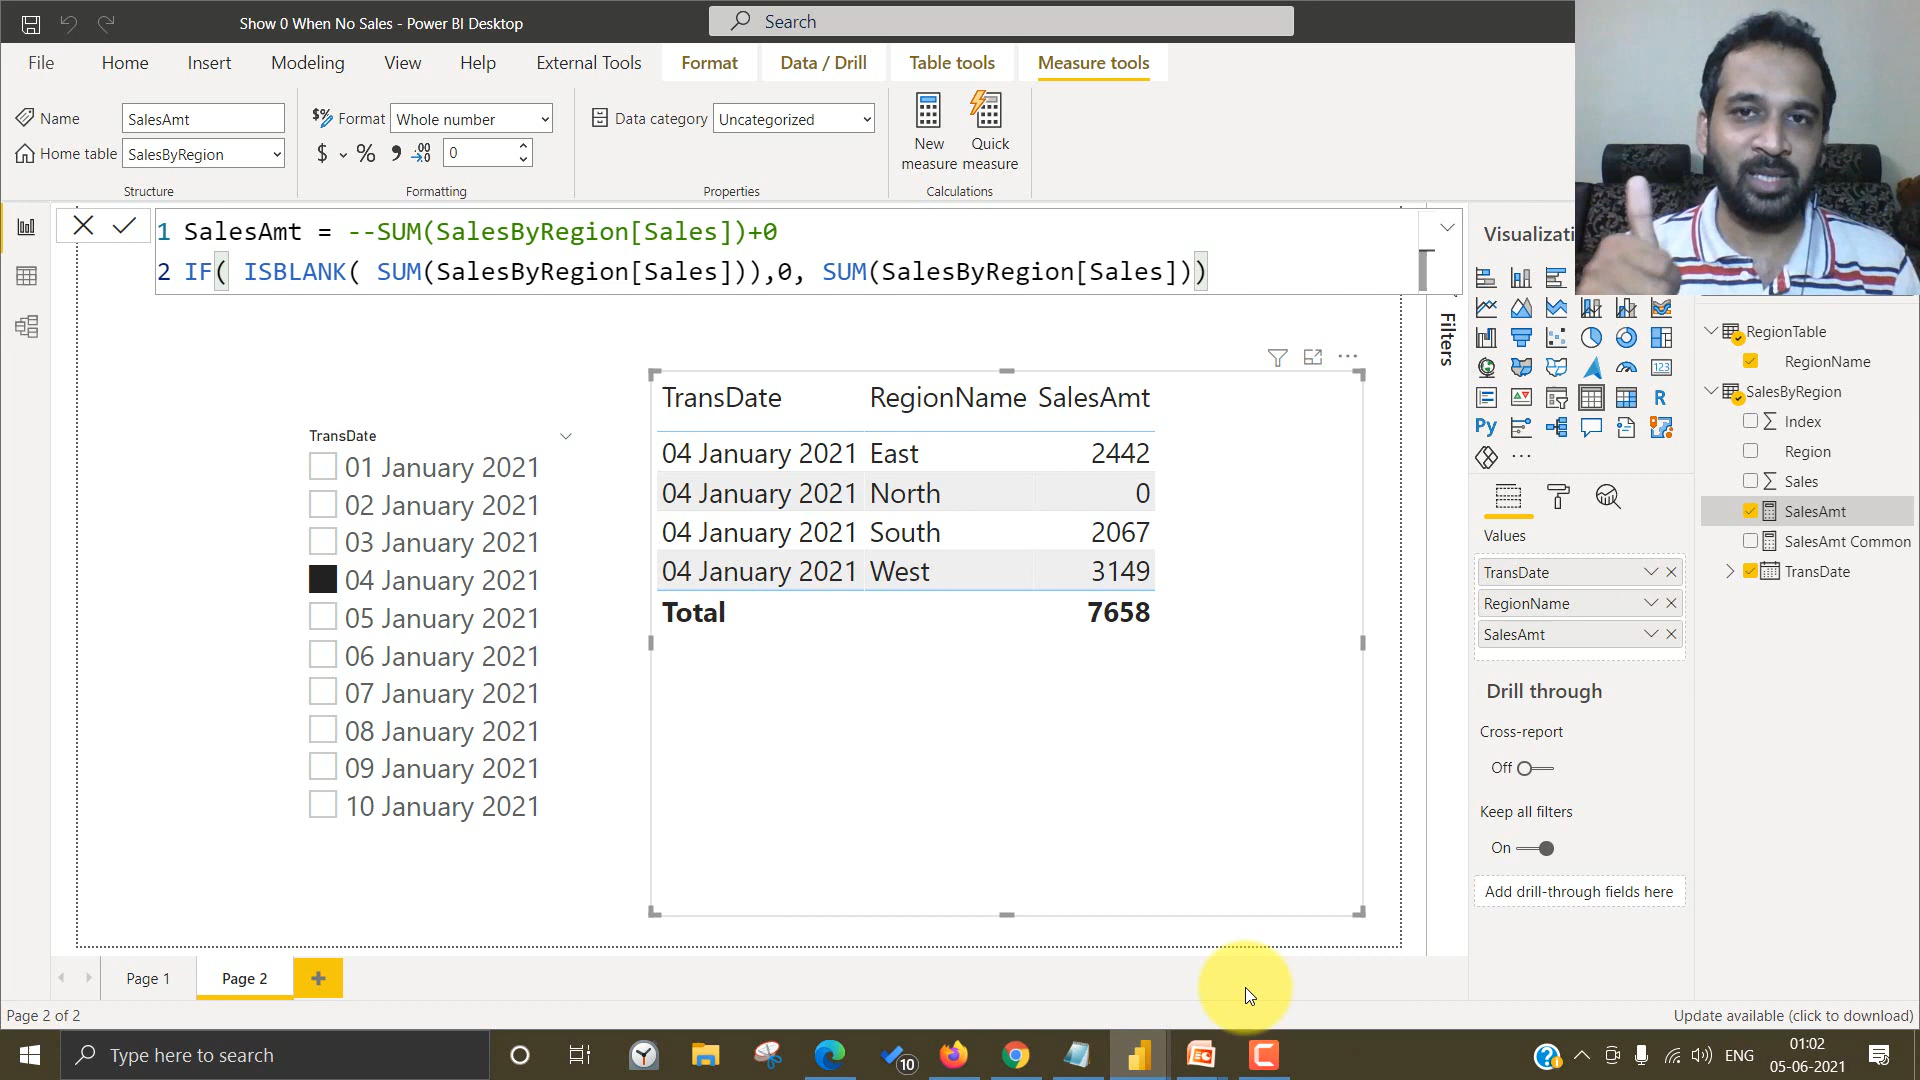 Show 0 When No Sales - Power BI Desktop
Search
File Home Insert Modeling View Help External Tools Format Data / Drill Table tools Measure tools
Name SalesAmt
Home table SalesByRegion
Structure
$% Format Whole number
$ % 9 .00 0
Formatting
Data category Uncategorized
Properties
New measure
Quick measure
Calculations
1 SalesAmt = --SUM(SalesByRegion[Sales])+0
2 IF( ISBLANK( SUM(SalesByRegion[Sales])),0, SUM(SalesByRegion[Sales]))
TransDate
01 January 2021
02 January 2021
03 January 2021
04 January 2021
05 January 2021
06 January 2021
07 January 2021
08 January 2021
09 January 2021
10 January 2021
TransDate RegionName SalesAmt
04 January 2021 East 2442
04 January 2021 North 0
04 January 2021 South 2067
04 January 2021 West 3149
Total 7658
Filters
Visualizati
123
R
Py
Values
TransDate
RegionName
SalesAmt
Drill through
Cross-report
Off
Keep all filters
On
Add drill-through fields here
RegionTable
RegionName
SalesByRegion
Index
Region
Sales
SalesAmt
SalesAmt Common
TransDate
Page 1
Page 2
+
Page 2 of 2
Update available (click to download)
Type here to search
10
ENG
01:02
05-06-2021